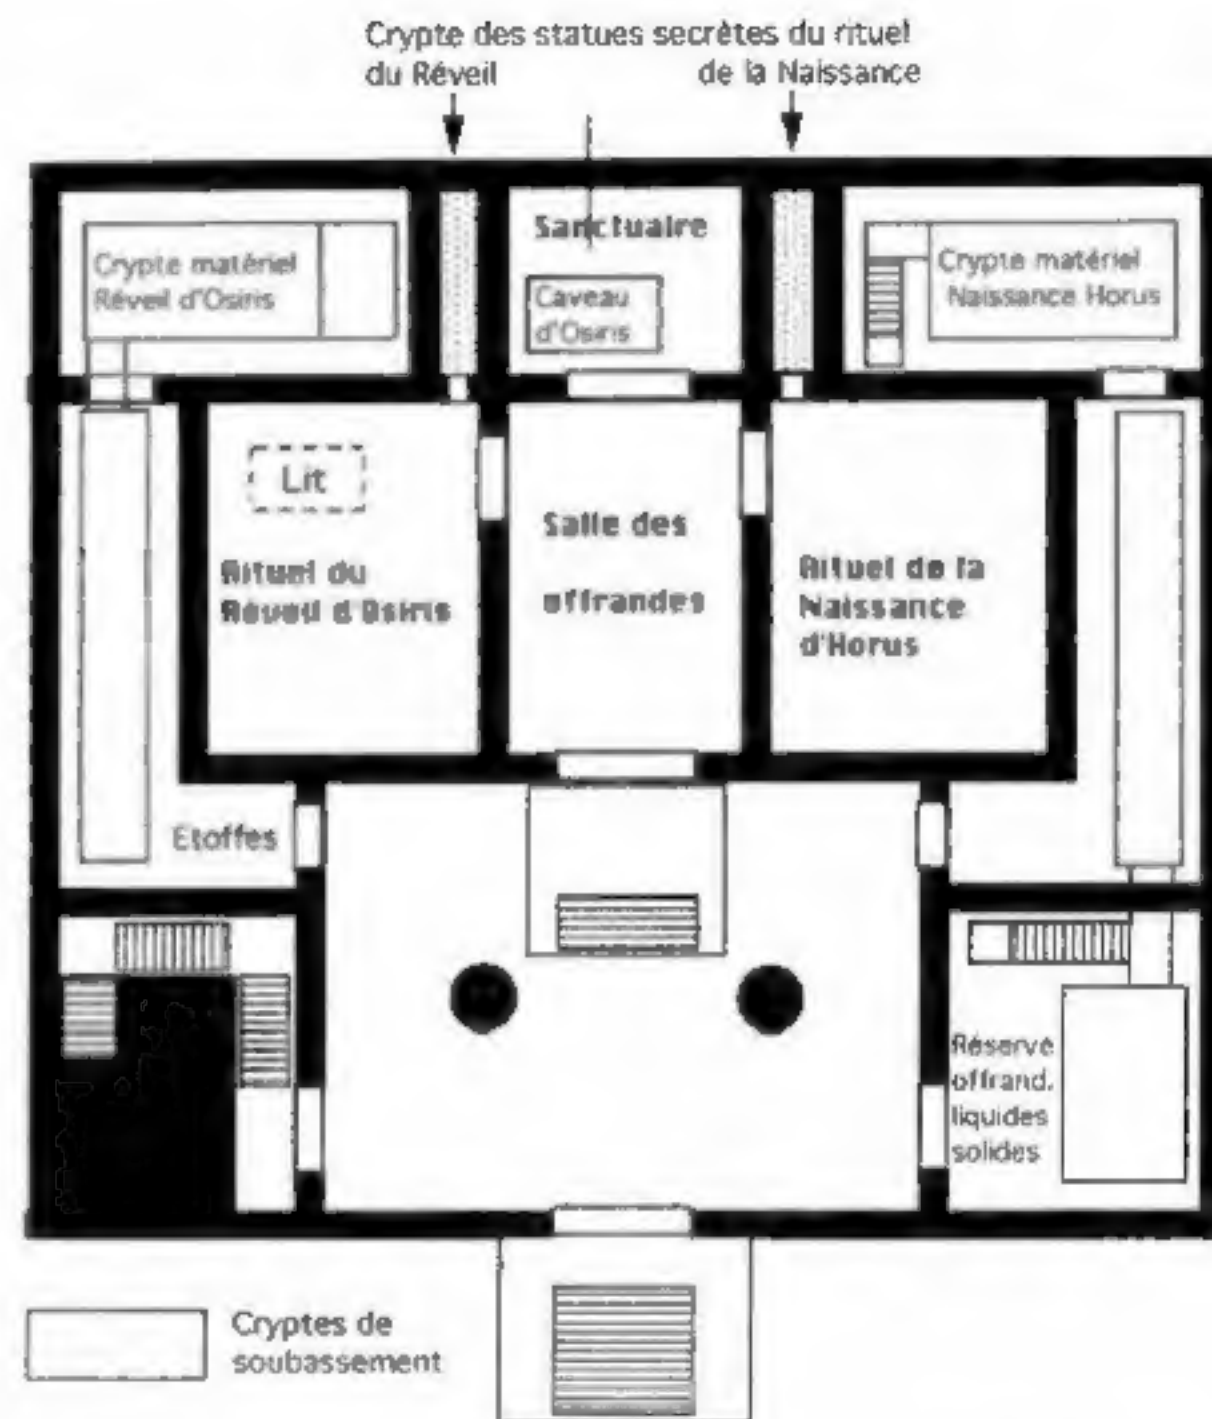 Crypte des statues secrètes du rituel
du Réveil
de la Naissance
Sanctuaire
Crypte matériel
Réveil d'Osiris
Caveau
d'Osiris
Crypte matériel
Naissance Horus
Lit
Rituel du
Réveil d'Osiris
Salle des
offrandes
Rituel de la
Naissance
d'Horus
Etoffes
Réserve
offrand.
liquides
solides
Cryptes de
soubassement